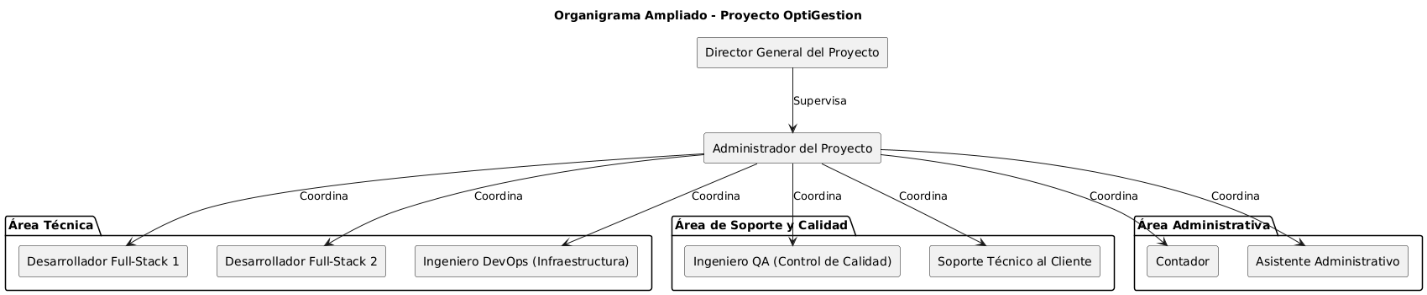 Organigrama Ampliado - Proyecto OptiGestion
Director General del Proyecto
Supervisa
Administrador del Proyecto
Coordina
Coordina
Coordina
Coordina
Coordina
Coordina
Coordina
Área Técnica
Desarrollador Full-Stack 1
Desarrollador Full-Stack 2
Ingeniero DevOps (Infraestructura)
Área de Soporte y Calidad
Ingeniero QA (Control de Calidad)
Soporte Técnico al Cliente
Área Administrativa
Contador
Asistente Administrativo